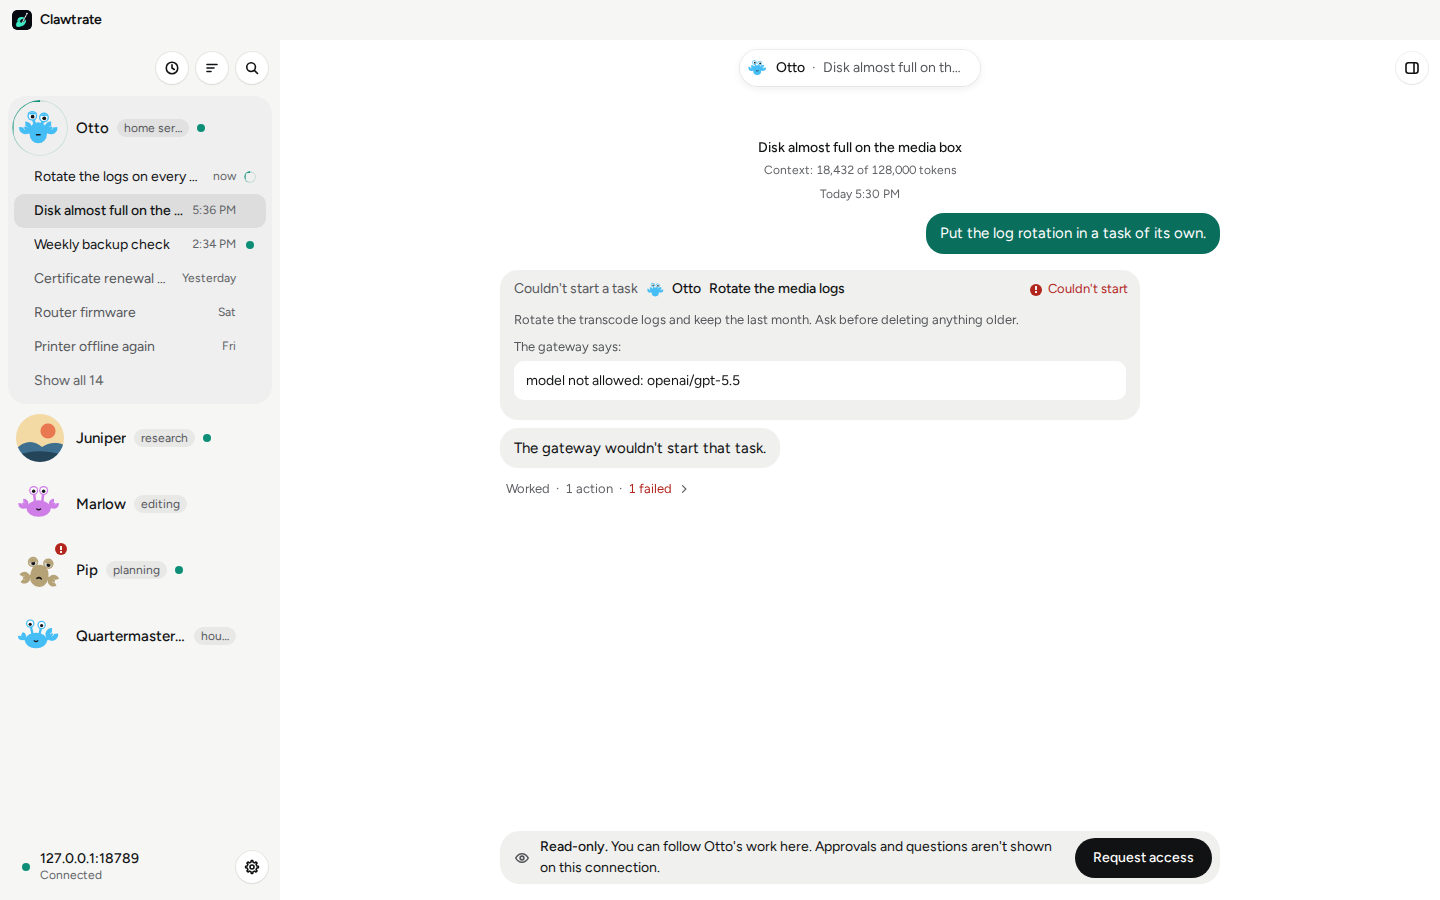 Clawtrate
Otto
home ser...
Rotate the logs on every ...
now
Disk almost full on the ...
5:36 PM
Weekly backup check
2:34 PM
Certificate renewal ...
Yesterday
Router firmware
Sat
Printer offline again
Fri
Show all 14
Juniper
research
Marlow
editing
Pip
planning
Quartermaster...
hou...
127.0.0.1:18789
Connected
Otto · Disk almost full on th...
Disk almost full on the media box
Context: 18,432 of 128,000 tokens
Today 5:30 PM
Put the log rotation in a task of its own.
Couldn't start a task Otto Rotate the media logs
Couldn't start
Rotate the transcode logs and keep the last month. Ask before deleting anything older.
The gateway says:
model not allowed: openai/gpt-5.5
The gateway wouldn't start that task.
Worked · 1 action · 1 failed
Read-only. You can follow Otto's work here. Approvals and questions aren't shown
on this connection.
Request access